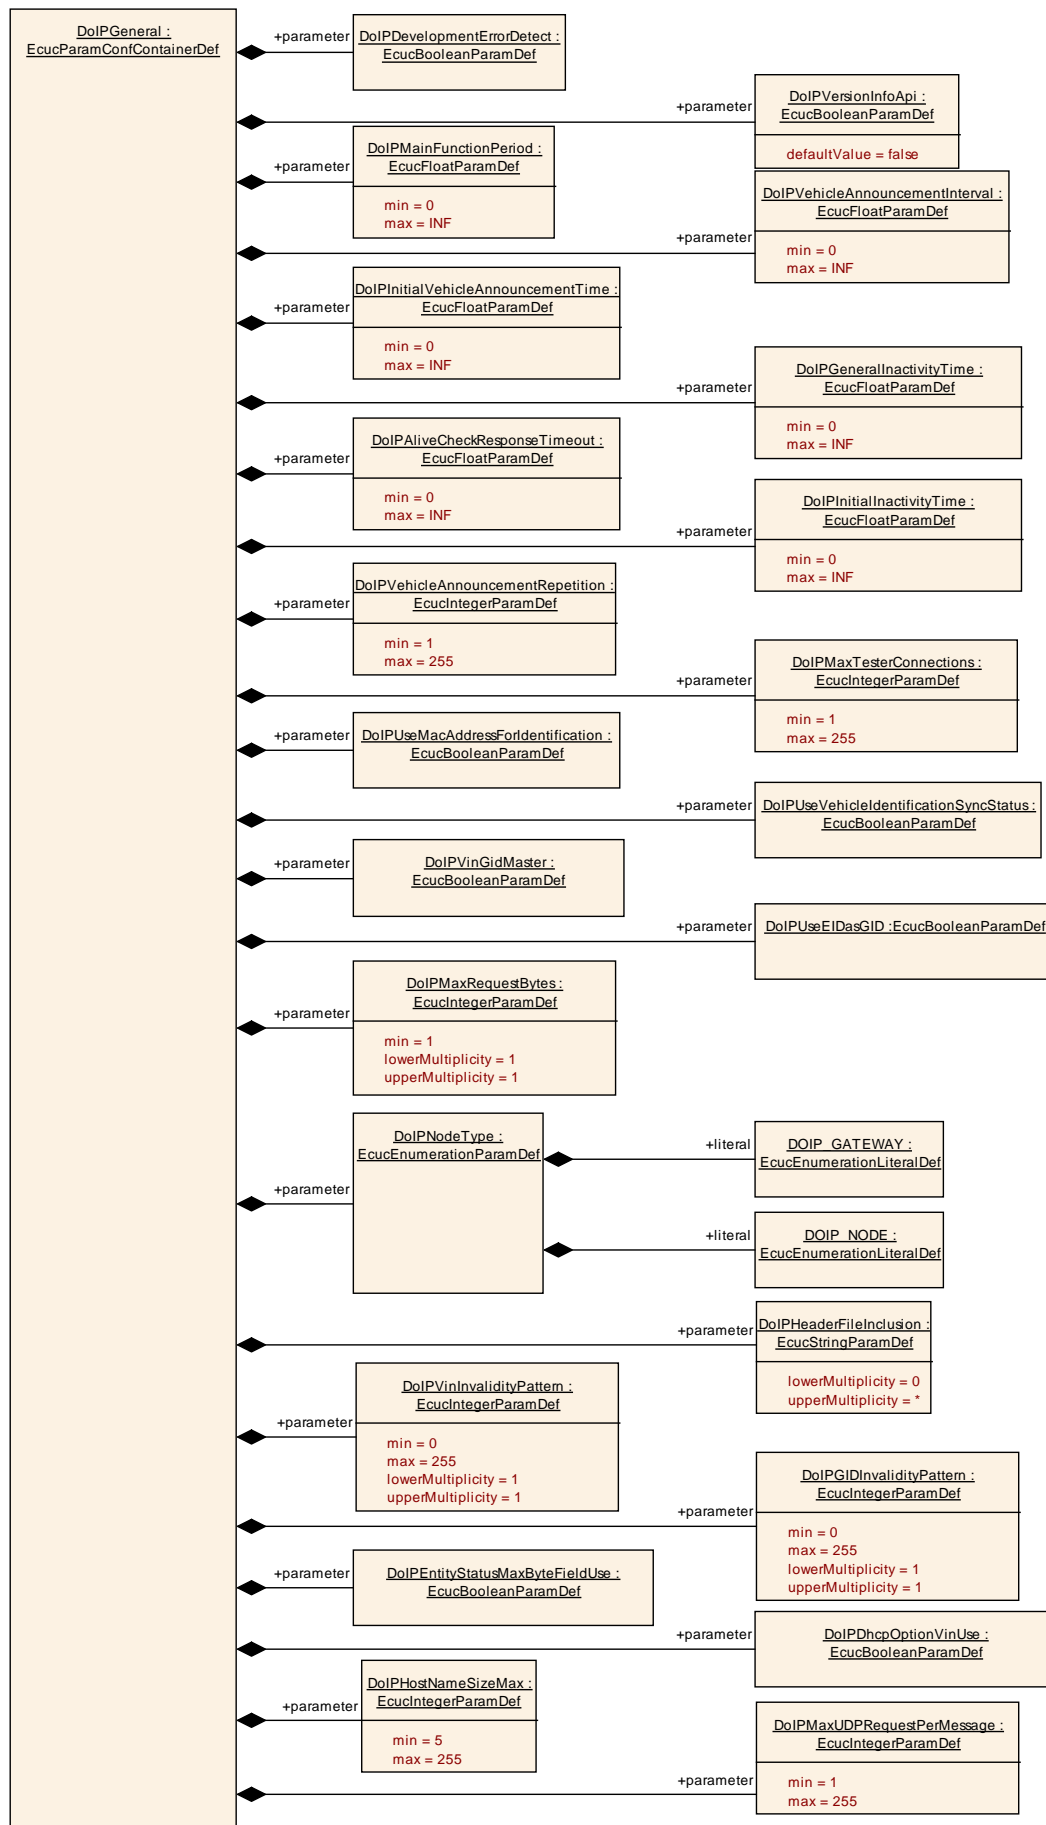 DoIPGeneral :
EcucParamConfContainerDef
+parameter
DoIPDevelopmentErrorDetect :
EcucBooleanParamDef
+parameter
DoIPVersionInfoApi :
EcucBooleanParamDef
defaultValue = false
+parameter
DoIPMainFunctionPeriod :
EcucFloatParamDef
min = 0
max = INF
+parameter
DoIPVehicleAnnouncementInterval :
EcucFloatParamDef
min = 0
max = INF
+parameter
DoIPInitialVehicleAnnouncementTime :
EcucFloatParamDef
min = 0
max = INF
+parameter
DoIPGeneralInactivityTime :
EcucFloatParamDef
min = 0
max = INF
+parameter
DoIPAliveCheckResponseTimeout :
EcucFloatParamDef
min = 0
max = INF
+parameter
DoIPInitialInactivityTime :
EcucFloatParamDef
min = 0
max = INF
+parameter
DoIPVehicleAnnouncementRepetition :
EcucIntegerParamDef
min = 1
max = 255
+parameter
DoIPMaxTesterConnections :
EcucIntegerParamDef
min = 1
max = 255
+parameter
DoIPUseMacAddressForIdentification :
EcucBooleanParamDef
+parameter
DoIPUseVehicleIdentificationSyncStatus :
EcucBooleanParamDef
+parameter
DoIPVinGidMaster :
EcucBooleanParamDef
+parameter
DoIPUseEIDasGID :EcucBooleanParamDef
+parameter
DoIPMaxRequestBytes :
EcucIntegerParamDef
min = 1
lowerMultiplicity = 1
upperMultiplicity = 1
+parameter
DoIPNodeType :
EcucEnumerationParamDef
+literal
DOIP_GATEWAY :
EcucEnumerationLiteralDef
+literal
DOIP_NODE :
EcucEnumerationLiteralDef
+parameter
DoIPHeaderFileInclusion :
EcucStringParamDef
lowerMultiplicity = 0
upperMultiplicity = *
+parameter
DoIPVinInvalidityPattern :
EcucIntegerParamDef
min = 0
max = 255
lowerMultiplicity = 1
upperMultiplicity = 1
+parameter
DoIPGIDInvalidityPattern :
EcucIntegerParamDef
min = 0
max = 255
lowerMultiplicity = 1
upperMultiplicity = 1
+parameter
DoIPEntityStatusMaxByteFieldUse :
EcucBooleanParamDef
+parameter
DoIPDhcpOptionVinUse :
EcucBooleanParamDef
+parameter
DoIPHostNameSizeMax :
EcucIntegerParamDef
min = 5
max = 255
+parameter
DoIPMaxUDPRequestPerMessage :
EcucIntegerParamDef
min = 1
max = 255